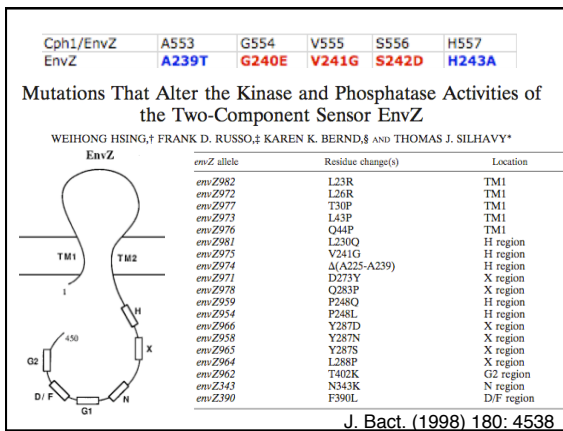 Cph1/EnvZ A553 G554 V555 S556 H557
EnvZ A239T G240E V241G S242D H243A
Mutations That Alter the Kinase and Phosphatase Activities of
the Two-Component Sensor EnvZ
WEIHONG HSING,† FRANK D. RUSSO,‡ KAREN K. BERND,§ AND THOMAS J. SILHAVY*
EnvZ
TM1
TM2
1
H
450
X
G2
D/F
N
G1
envZ allele Residue change(s) Location
envZ982 L23R TM1
envZ972 L26R TM1
envZ977 T30P TM1
envZ973 L43P TM1
envZ976 Q44P TM1
envZ981 L230Q H region
envZ975 V241G H region
envZ974 Δ(A225-A239) H region
envZ971 D273Y X region
envZ978 Q283P X region
envZ959 P248Q H region
envZ954 P248L H region
envZ966 Y287D X region
envZ958 Y287N X region
envZ965 Y287S X region
envZ964 L288P X region
envZ962 T402K G2 region
envZ343 N343K N region
envZ390 F390L D/F region
J. Bact. (1998) 180: 4538